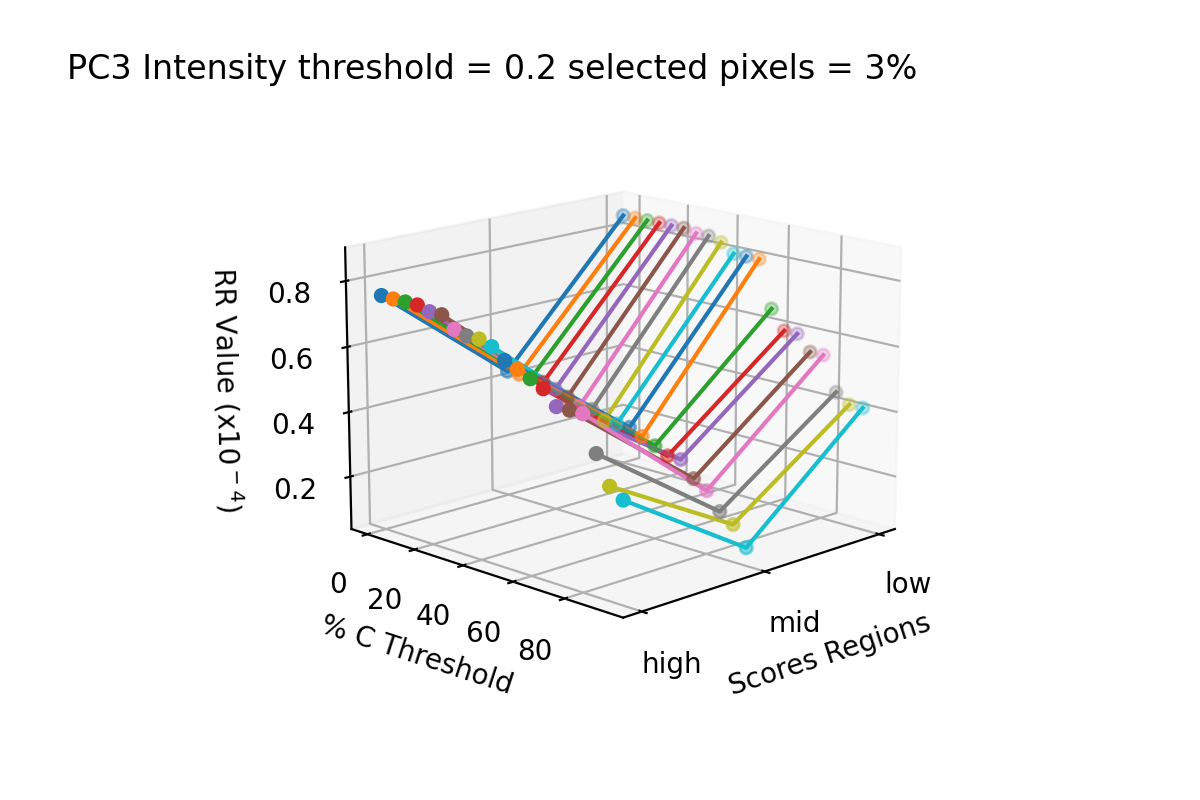 PC3 Intensity threshold = 0.2 selected pixels = 3%
RR Value (x10⁻⁴)
0.8
0.6
0.4
0.2
0
20
40
60
80
% C Threshold
high
mid
low
Scores Regions